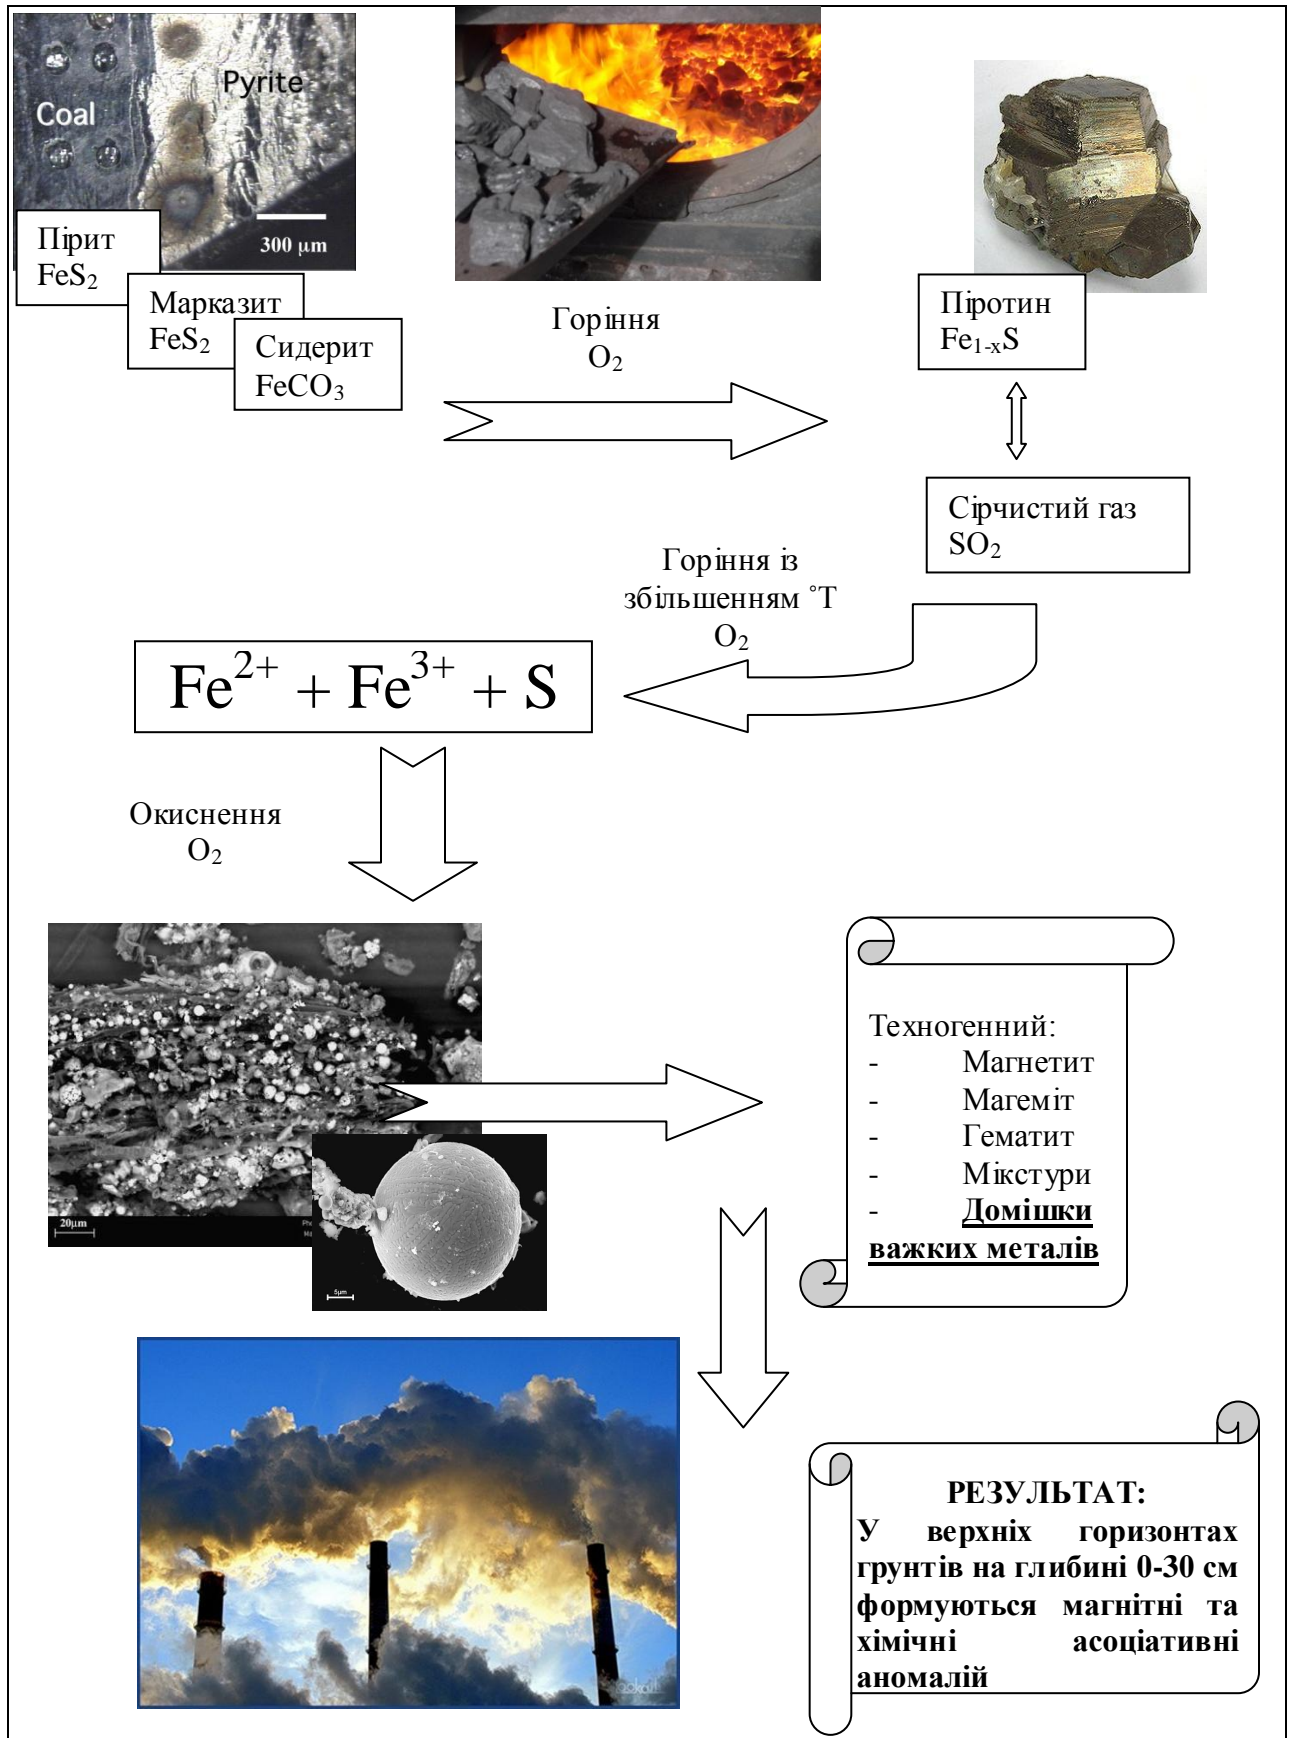 Coal
Pyrite
300 µm
Пірит
FeS₂
Марказит
FeS₂
Сидерит
FeCO₃
Горіння
O₂
Піротин
Fe₁₋ₓS
Сірчистий газ
SO₂
Горіння із
збільшенням ˚T
O₂
Fe²⁺ + Fe³⁺ + S
Окиснення
O₂
20µm
5µm
Техногенний:
- Магнетит
- Магеміт
- Гематит
- Мікстури
- Домішки
важких металів
РЕЗУЛЬТАТ:
У верхніх горизонтах
грунтів на глибині 0-30 см
формуються магнітні та
хімічні асоціативні
аномалій